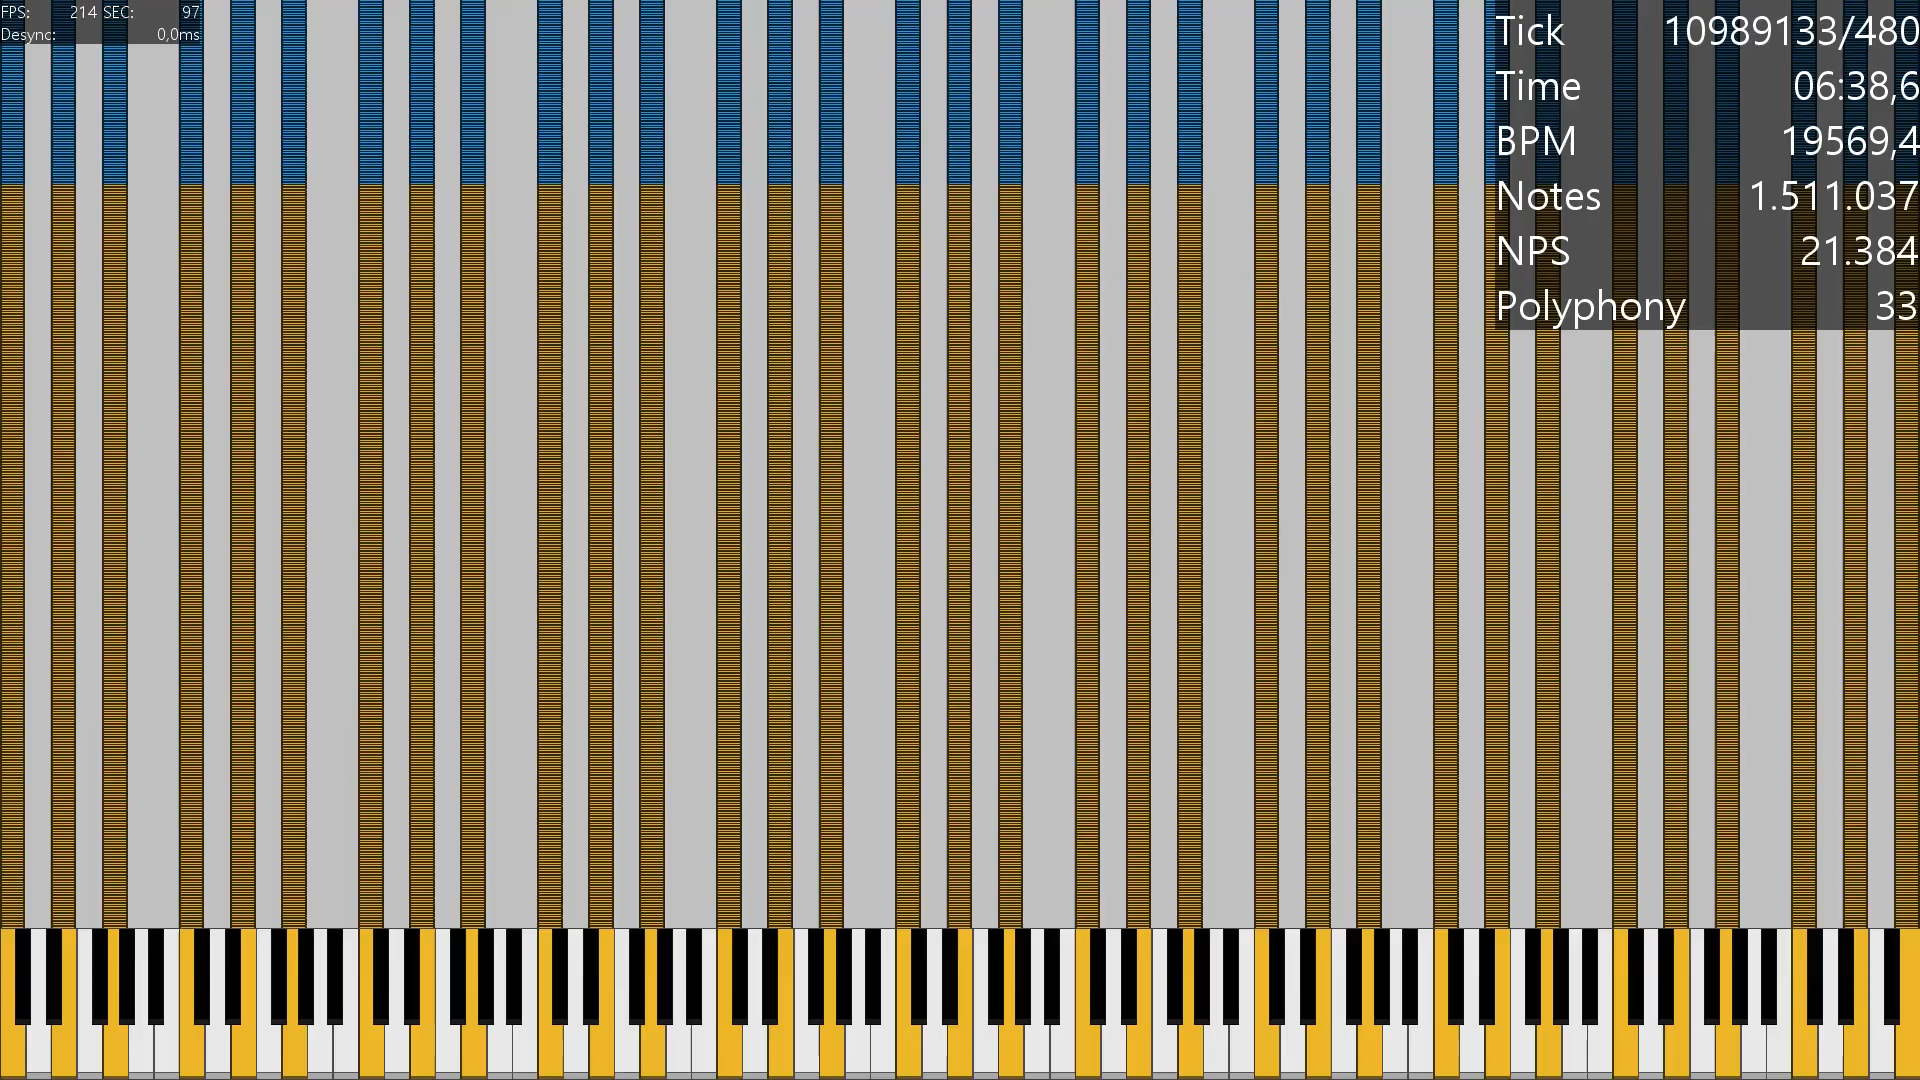 FPS: 214 SEC: 97
Desync: 0,0ms
Tick 10989133/480
Time 06:38,6
BPM 19569,4
Notes 1.511.037
NPS 21.384
Polyphony 33